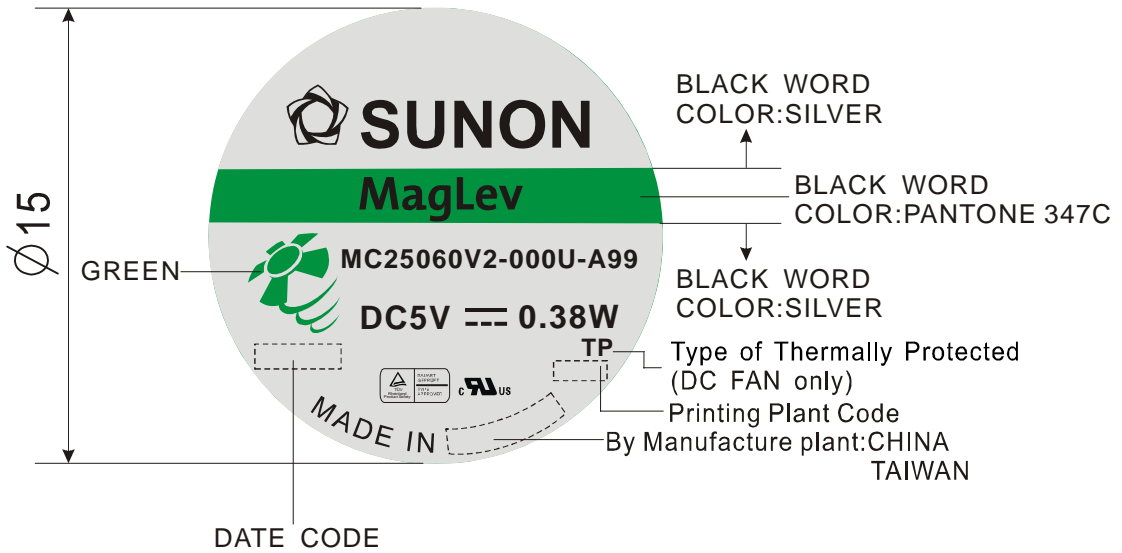 BLACK WORD
COLOR:SILVER
SUNON
MagLev
BLACK WORD
COLOR:PANTONE 347C
Ø15
GREEN
MC25060V2-000U-A99
BLACK WORD
COLOR:SILVER
DC5V ⎓ 0.38W
TP
Type of Thermally Protected
(DC FAN only)
Printing Plant Code
c RU US
MADE IN
By Manufacture plant:CHINA
TAIWAN
DATE CODE